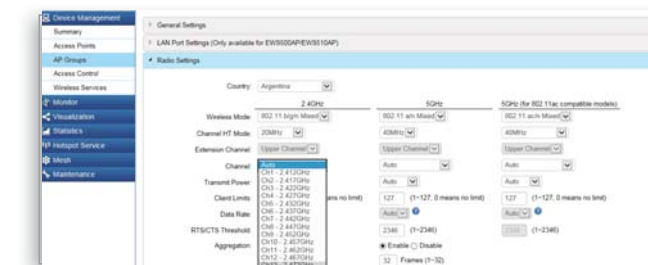 Device Management
Summary
Access Points
AP Groups
Access Control
Wireless Services
Monitor
Visualization
Statistics
Hotspot Service
Mesh
Maintenance
General Settings
LAN Port Settings (Only available for EWS500AP/EWS510AP)
Radio Settings
Country: Argentina
2.4GHz 5GHz 5GHz (for 802.11ac compatible models)
Wireless Mode: 802.11 b/g/n Mixed 802.11 a/n Mixed 802.11 ac/n Mixed
Channel HT Mode: 20MHz 40MHz 40MHz
Extension Channel: Upper Channel Upper Channel Upper Channel
Channel: Auto Auto Auto
Ch1 - 2.412GHz
Ch2 - 2.417GHz
Ch3 - 2.422GHz
Ch4 - 2.427GHz
Ch5 - 2.432GHz
Ch6 - 2.437GHz
Ch7 - 2.442GHz
Ch8 - 2.447GHz
Ch9 - 2.452GHz
Ch10 - 2.457GHz
Ch11 - 2.462GHz
Ch12 - 2.467GHz
Transmit Power: Auto Auto
Client Limits: ans no limit) 127 (1~127, 0 means no limit) 127 (1~127, 0 means no limit)
Data Rate: Auto Auto
RTS/CTS Threshold: 2346 (1~2346) 2346 (1~2346)
Aggregation: Enable Disable
32 Frames (1~32)